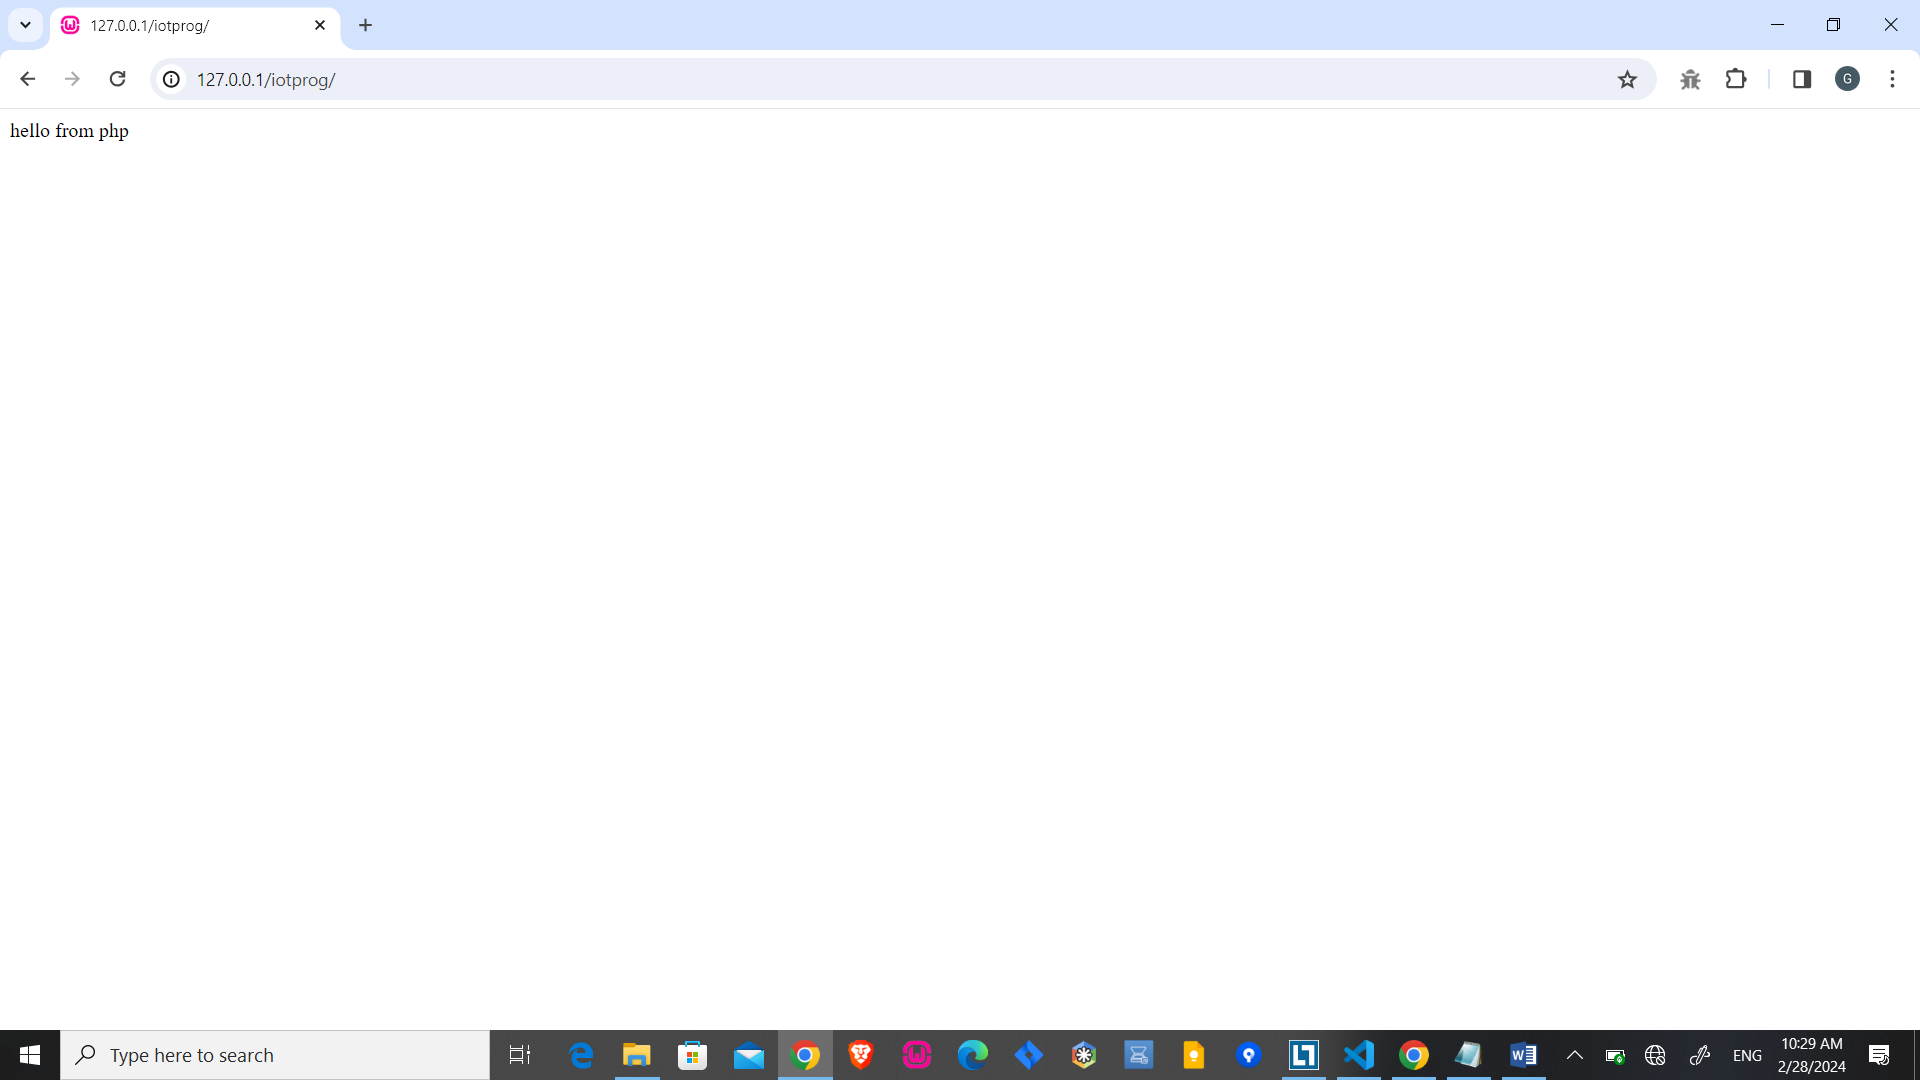 127.0.0.1/iotprog/
127.0.0.1/iotprog/
G
hello from php
Type here to search
ENG
10:29 AM
2/28/2024